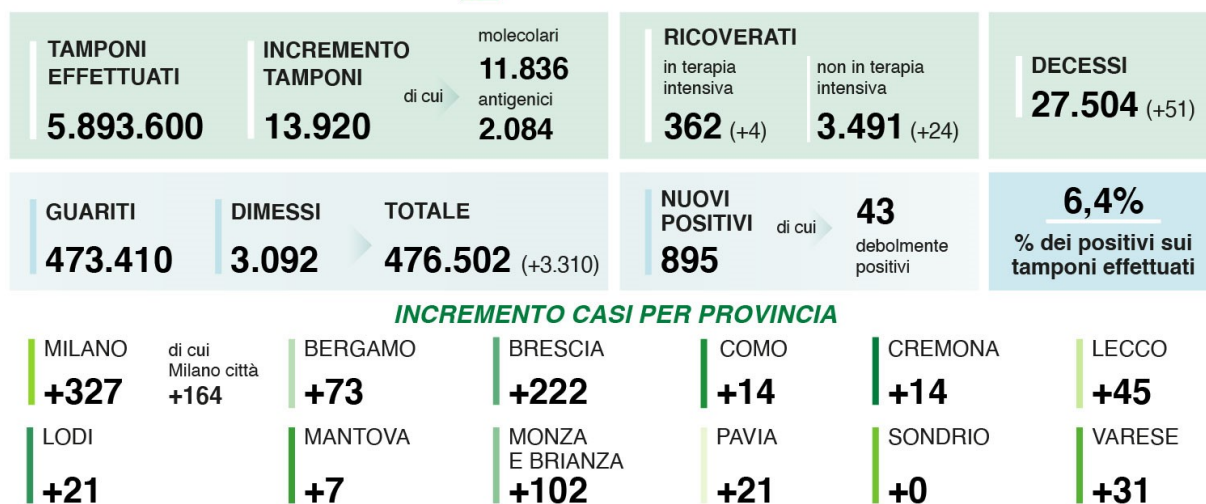 TAMPONI
EFFETTUATI
5.893.600
INCREMENTO
TAMPONI
13.920
di cui
molecolari
11.836
antigenici
2.084
RICOVERATI
in terapia
intensiva
362 (+4)
non in terapia
intensiva
3.491 (+24)
DECESSI
27.504 (+51)
GUARITI
473.410
DIMESSI
3.092
TOTALE
476.502 (+3.310)
NUOVI
POSITIVI
895
di cui
43
debolmente
positivi
6,4%
% dei positivi sui
tamponi effettuati
INCREMENTO CASI PER PROVINCIA
MILANO
+327
di cui
Milano città
+164
BERGAMO
+73
BRESCIA
+222
COMO
+14
CREMONA
+14
LECCO
+45
LODI
+21
MANTOVA
+7
MONZA
E BRIANZA
+102
PAVIA
+21
SONDRIO
+0
VARESE
+31